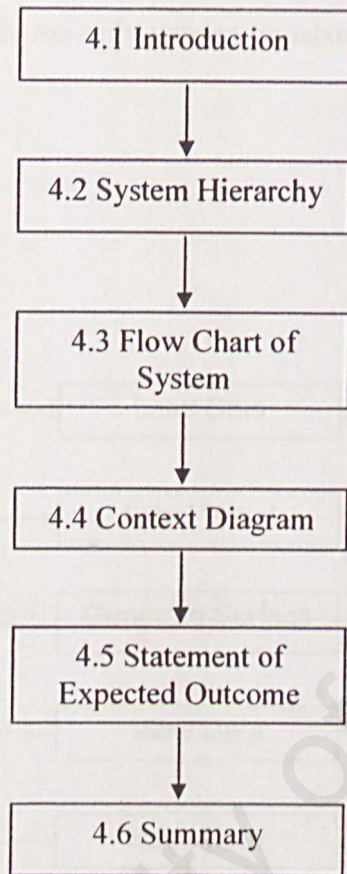 4.1 Introduction
4.2 System Hierarchy
4.3 Flow Chart of
System
4.4 Context Diagram
4.5 Statement of
Expected Outcome
4.6 Summary